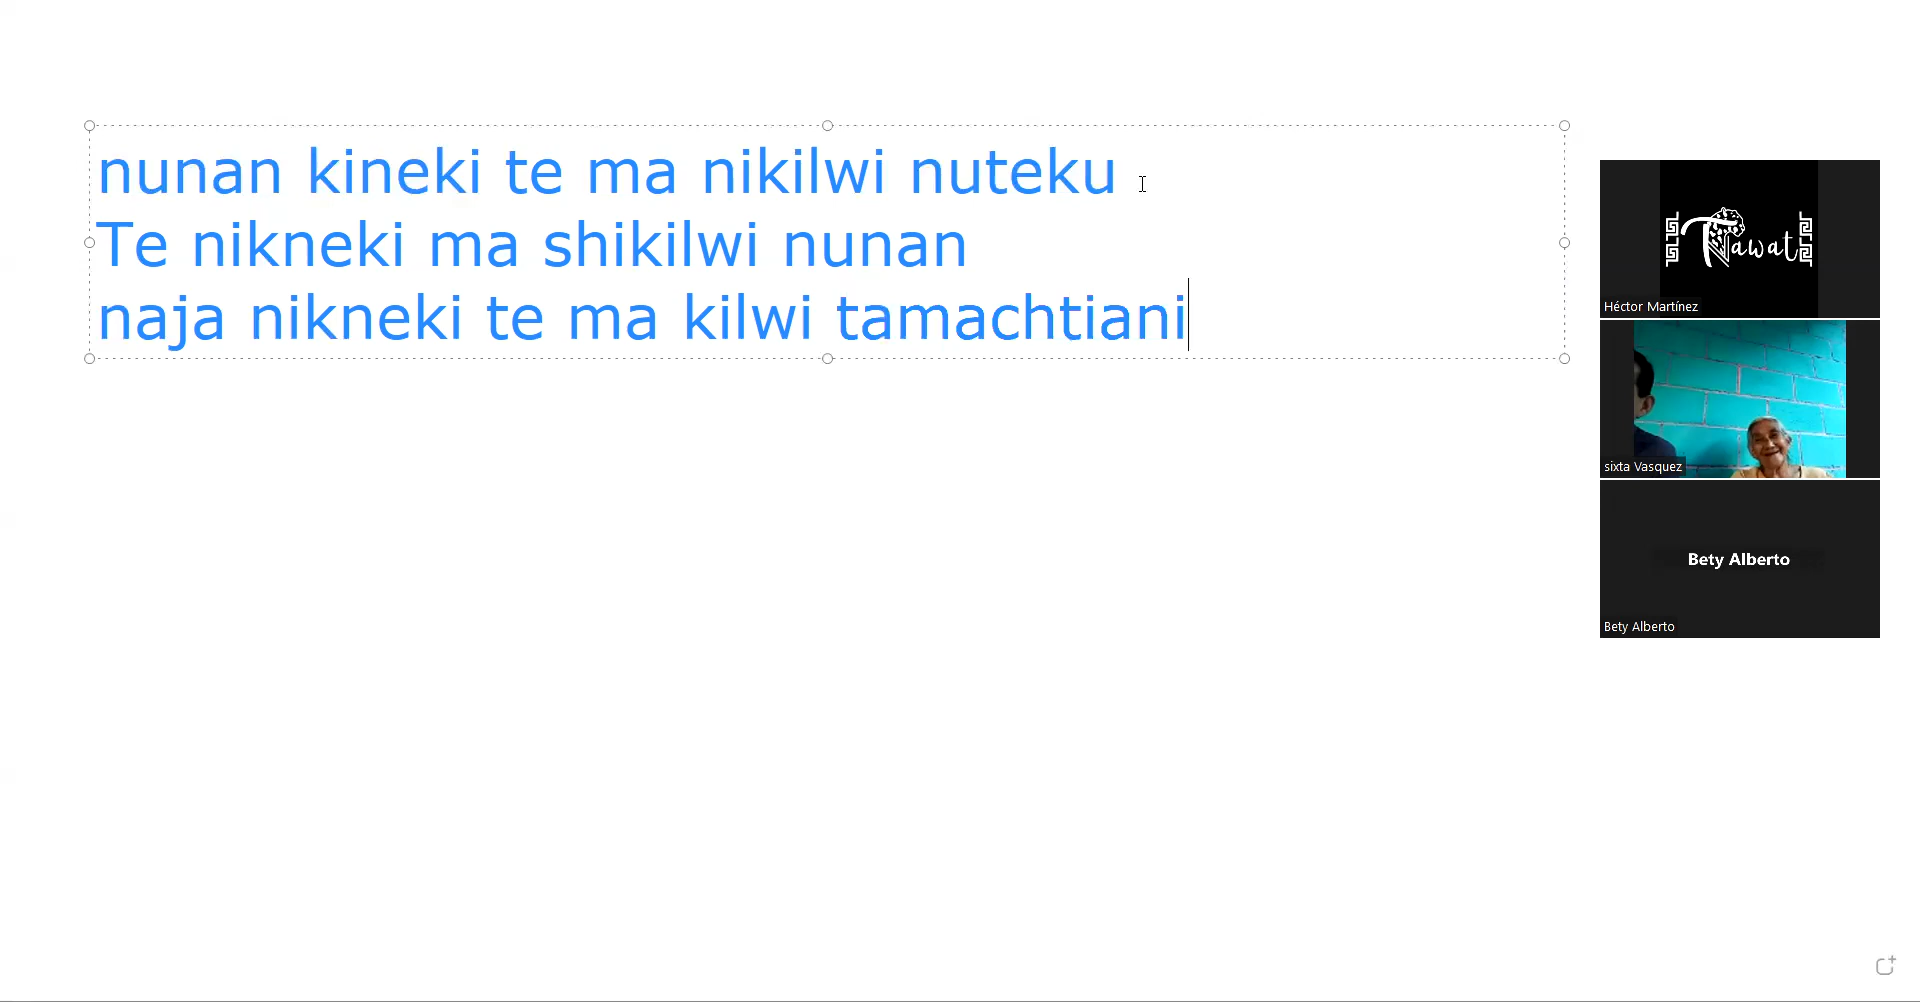 nunan kineki te ma nikilwi nuteku
Te nikneki ma shikilwi nunan
naja nikneki te ma kilwi tamachtiani
Tawat
Héctor Martínez
sixta Vasquez
Bety Alberto
Bety Alberto